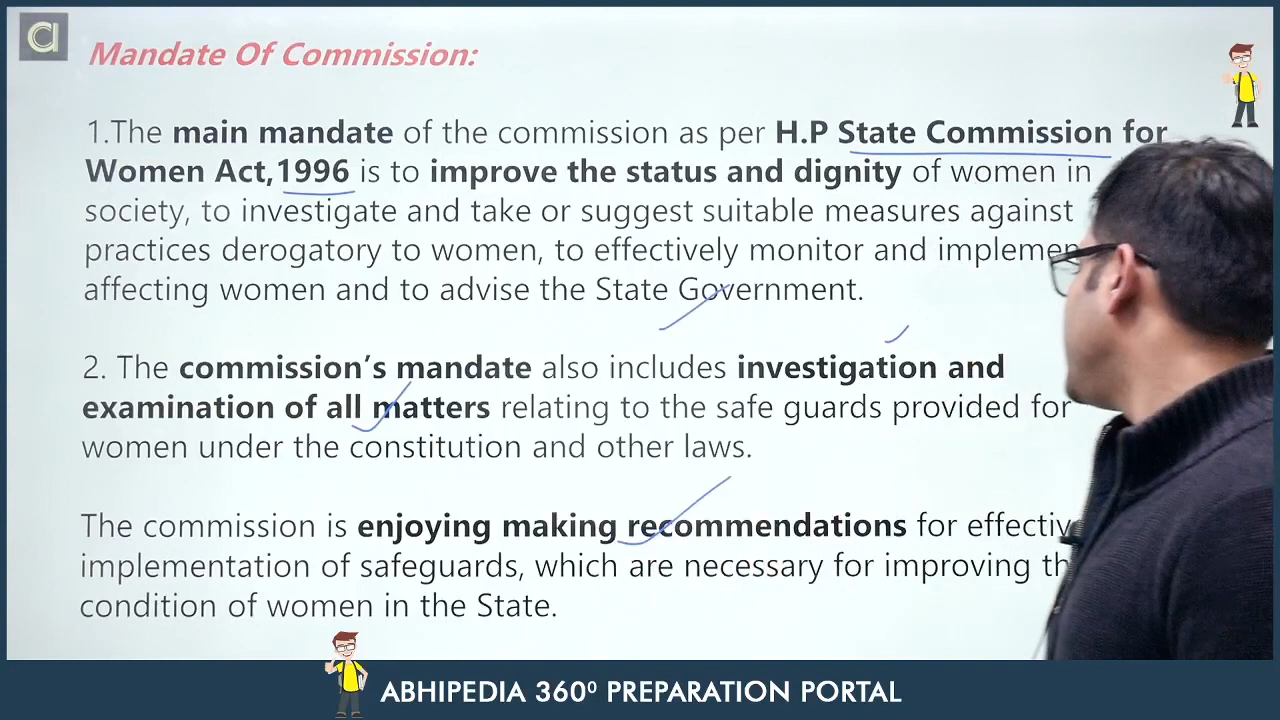 a
Mandate Of Commission:
1.The main mandate of the commission as per H.P State Commission for
Women Act,1996 is to improve the status and dignity of women in
society, to investigate and take or suggest suitable measures against
practices derogatory to women, to effectively monitor and
affecting women and to advise the State Government.
2. The commission's mandate also includes investigation and
examination of all matters relating to the safe guards provided for
women under the constitution and other laws.
The commission is enjoying making recommendations for
implementation of safeguards, which are necessary for improving
condition of women in the State.
ABHIPEDIA 360⁰ PREPARATION PORTAL